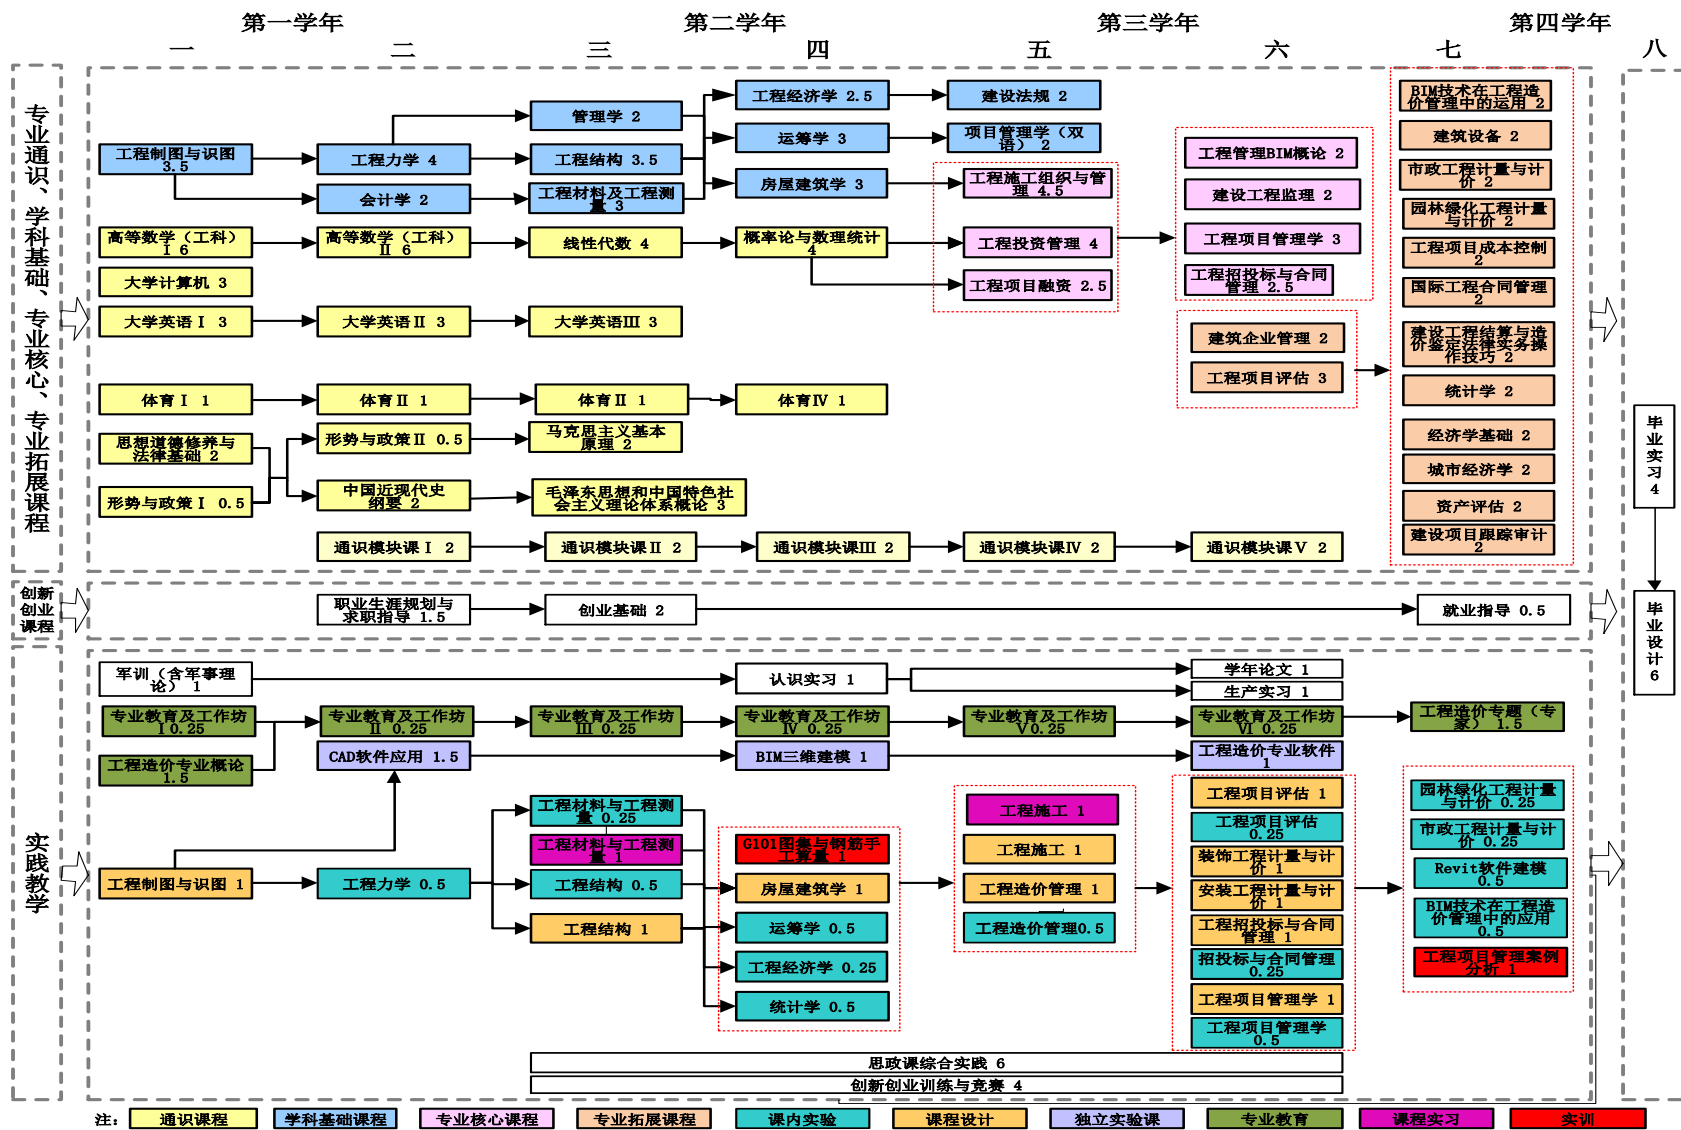 第一学年
第二学年
第三学年
第四学年
一
二
三
四
五
六
七
八
专业通识、学科基础、专业核心、专业拓展课程
工程制图与识图
3.5
工程力学 4
会计学 2
管理学 2
工程结构 3.5
工程材料及工程测
量 3
工程经济学 2.5
运筹学 3
房屋建筑学 3
建设法规 2
项目管理学（双
语） 2
工程施工组织与管
理 4.5
工程投资管理 4
工程项目融资 2.5
工程管理BIM概论 2
建设工程监理 2
工程项目管理学 3
工程招投标与合同
管理 2.5
建筑企业管理 2
工程项目评估 3
BIM技术在工程造
价管理中的运用 2
建筑设备 2
市政工程计量与计
价 2
园林绿化工程计量
与计价 2
工程项目成本控制
2
国际工程合同管理
2
建设工程结算与造
价鉴定法律实务操
作技巧 2
统计学 2
经济学基础 2
城市经济学 2
资产评估 2
建设项目跟踪审计
2
高等数学（工科）
Ⅰ 6
高等数学（工科）
Ⅱ 6
线性代数 4
概率论与数理统计
4
大学计算机 3
大学英语Ⅰ 3
大学英语Ⅱ 3
大学英语Ⅲ 3
体育Ⅰ 1
体育Ⅱ 1
体育Ⅱ 1
体育Ⅳ 1
思想道德修养与
法律基础 2
形势与政策Ⅱ 0.5
马克思主义基本
原理 2
形势与政策Ⅰ 0.5
中国近现代史
纲要 2
毛泽东思想和中国特色社
会主义理论体系概论 3
通识模块课Ⅰ 2
通识模块课Ⅱ 2
通识模块课Ⅲ 2
通识模块课Ⅳ 2
通识模块课Ⅴ 2
毕业实习 4
毕业设计 6
创新
创业
课程
职业生涯规划与
求职指导 1.5
创业基础 2
就业指导 0.5
实践教学
军训（含军事理
论） 1
认识实习 1
学年论文 1
生产实习 1
专业教育及工作坊
Ⅰ0.25
专业教育及工作坊
Ⅱ 0.25
专业教育及工作坊
Ⅲ 0.25
专业教育及工作坊
Ⅳ 0.25
专业教育及工作坊
Ⅴ0.25
专业教育及工作坊
Ⅵ 0.25
工程造价专题（专
家） 1.5
工程造价专业概论
1.5
CAD软件应用 1.5
BIM三维建模 1
工程造价专业软件
1
工程制图与识图 1
工程力学 0.5
工程材料与工程测
量 0.25
工程材料与工程测
量 1
工程结构 0.5
工程结构 1
G101图集与钢筋手
工算量 1
房屋建筑学 1
运筹学 0.5
工程经济学 0.25
统计学 0.5
工程施工 1
工程施工 1
工程造价管理 1
工程造价管理0.5
工程项目评估 1
工程项目评估
0.25
装饰工程计量与计
价 1
安装工程计量与计
价 1
工程招投标与合同
管理 1
招投标与合同管理
0.25
工程项目管理学 1
工程项目管理学
0.5
园林绿化工程计量
与计价 0.25
市政工程计量与计
价 0.25
Revit软件建模
0.5
BIM技术在工程造
价管理中的应用
0.5
工程项目管理案例
分析 1
思政课综合实践 6
创新创业训练与竞赛 4
注：
通识课程
学科基础课程
专业核心课程
专业拓展课程
课内实验
课程设计
独立实验课
专业教育
课程实习
实训